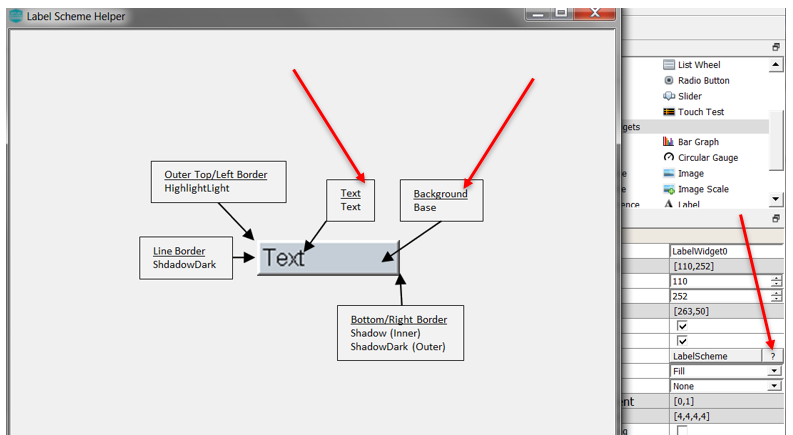 Label Scheme Helper
Outer Top/Left Border
HighlightLight
Text
Text
Background
Base
Line Border
ShdadowDark
Text
Bottom/Right Border
Shadow (Inner)
ShadowDark (Outer)
List Wheel
Radio Button
Slider
Touch Test
gets
Bar Graph
Circular Gauge
e Image
e Image Scale
ence Label
LabelWidget0
[110,252]
110
252
[263,50]
LabelScheme ?
Fill
None
ent [0,1]
[4,4,4,4]
g